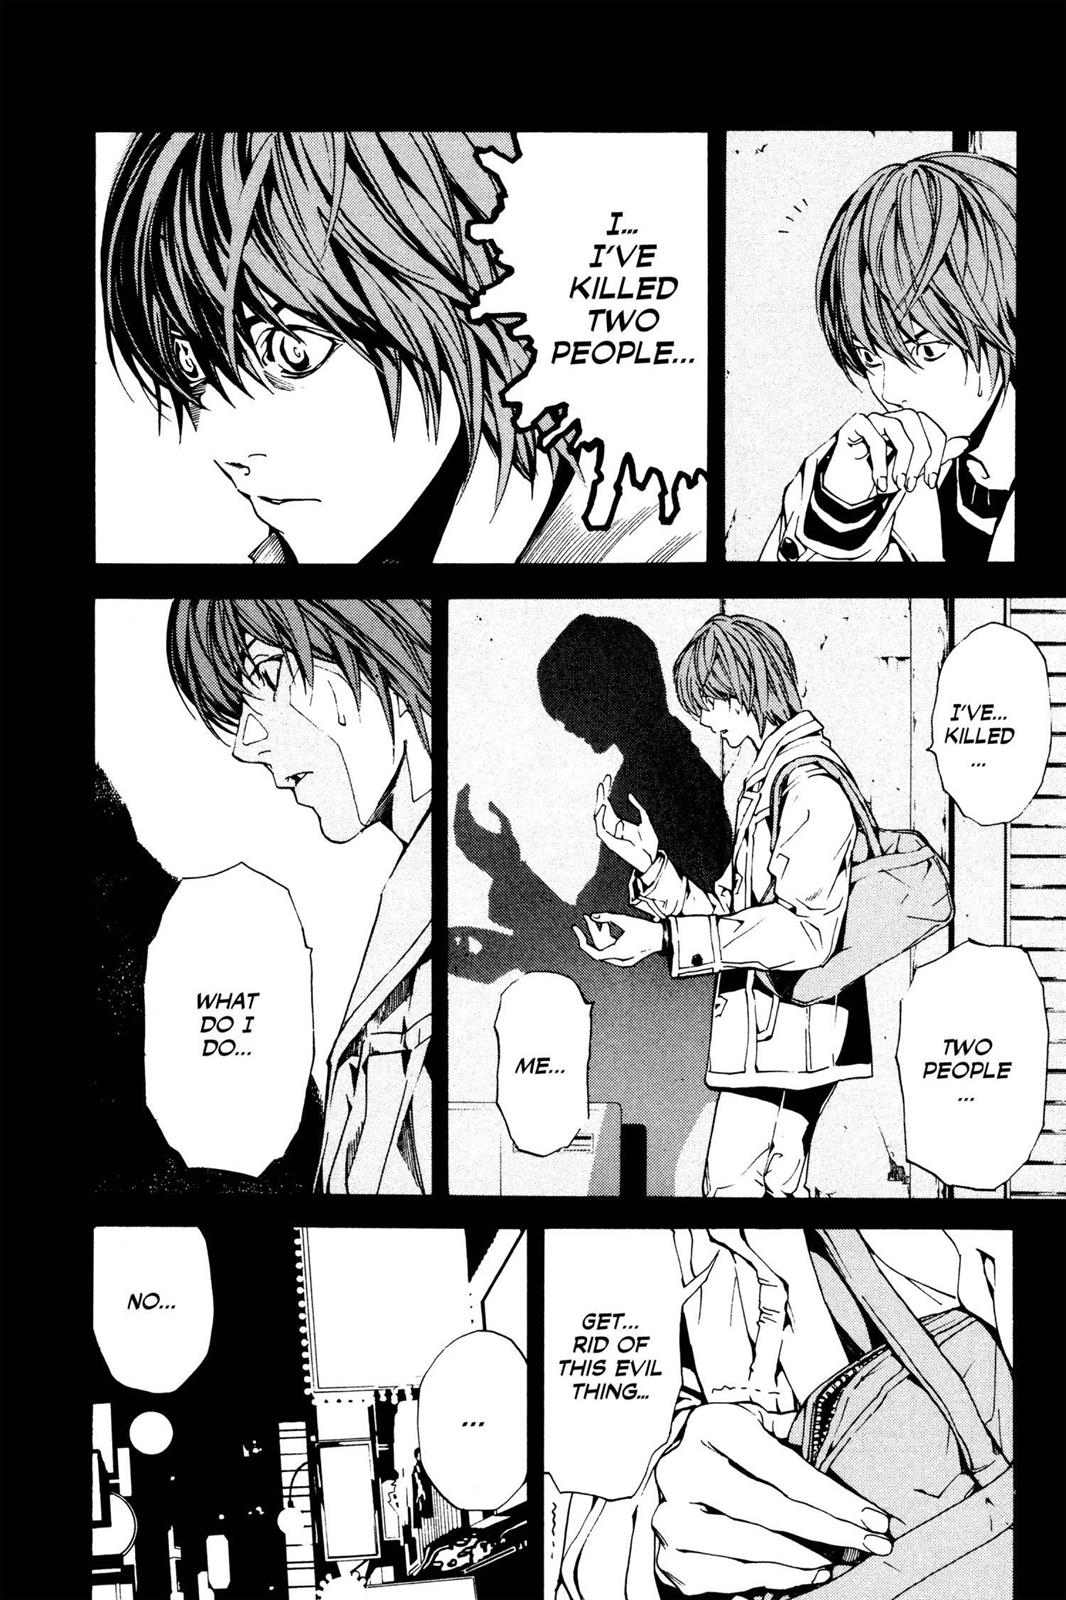 I...
I'VE
KILLED
TWO
PEOPLE...
I'VE...
KILLED
...
TWO
PEOPLE
...
ME...
WHAT
DO I
DO...
GET...
RID OF
THIS EVIL
THING...
...
NO...